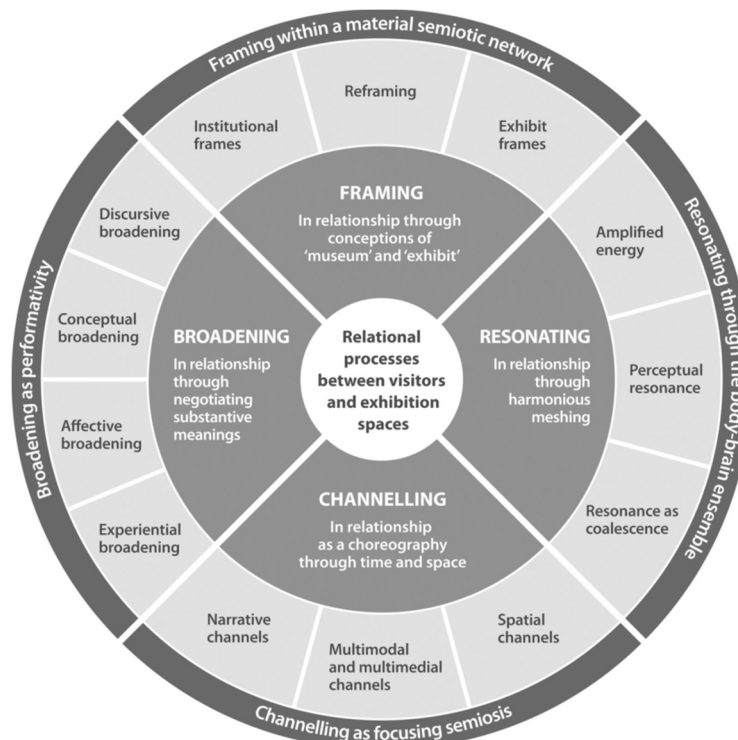 Framing within a material semiotic network
Reframing
Institutional
frames
Exhibit
frames
FRAMING
In relationship through
conceptions of
‘museum’ and ‘exhibit’
Resonating through the body-brain ensemble
Amplified
energy
Perceptual
resonance
Resonance as
coalescence
RESONATING
In relationship
through
harmonious
meshing
Relational
processes
between visitors
and exhibition
spaces
BROADENING
In relationship
through
negotiating
substantive
meanings
Discursive
broadening
Conceptual
broadening
Affective
broadening
Experiential
broadening
Broadening as performativity
CHANNELLING
In relationship
as a choreography
through time and space
Narrative
channels
Multimodal
and multimedial
channels
Spatial
channels
Channelling as focusing semiosis